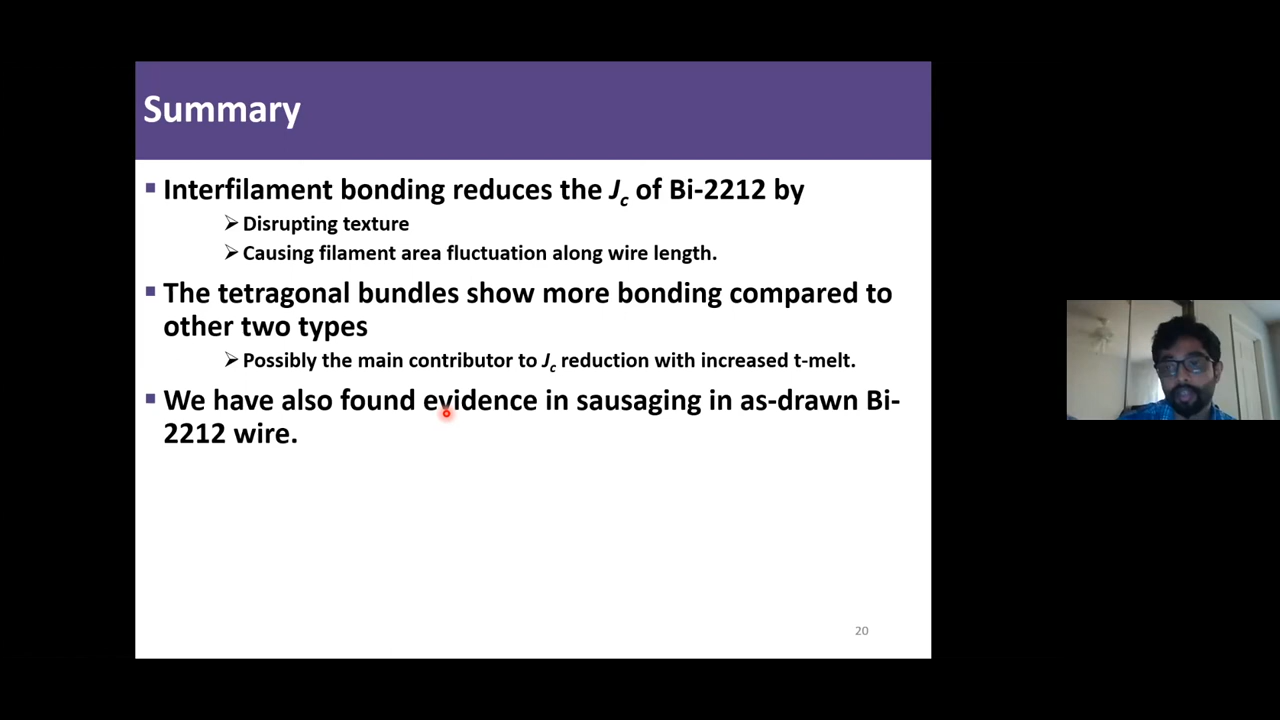 Summary
Interfilament bonding reduces the Jc of Bi-2212 by
Disrupting texture
Causing filament area fluctuation along wire length.
The tetragonal bundles show more bonding compared to
other two types
Possibly the main contributor to Jc reduction with increased t-melt.
We have also found evidence in sausaging in as-drawn Bi-
2212 wire.
20